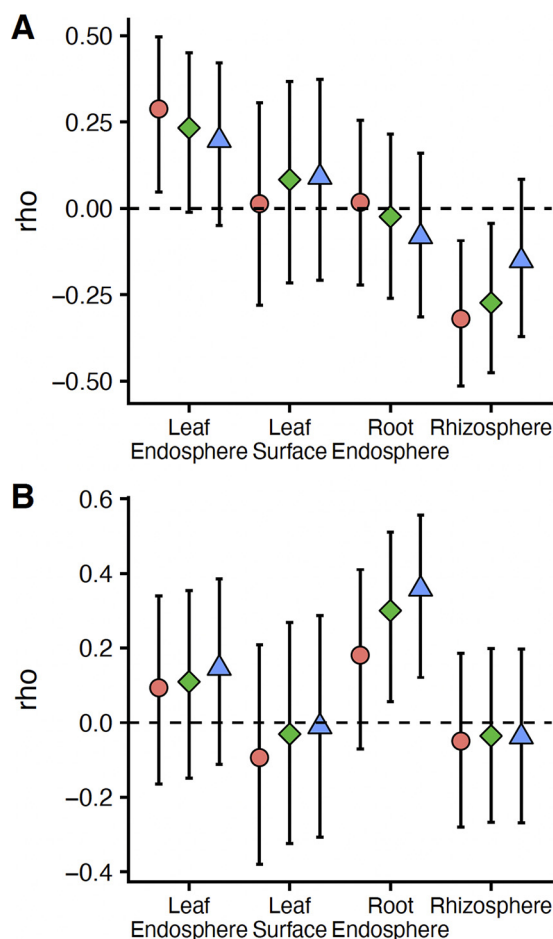 A
0.50
0.25
0.00
−0.25
−0.50
rho
Leaf Endosphere
Leaf Surface
Root Endosphere
Rhizosphere
B
0.6
0.4
0.2
0.0
−0.2
−0.4
rho
Leaf Endosphere
Leaf Surface
Root Endosphere
Rhizosphere